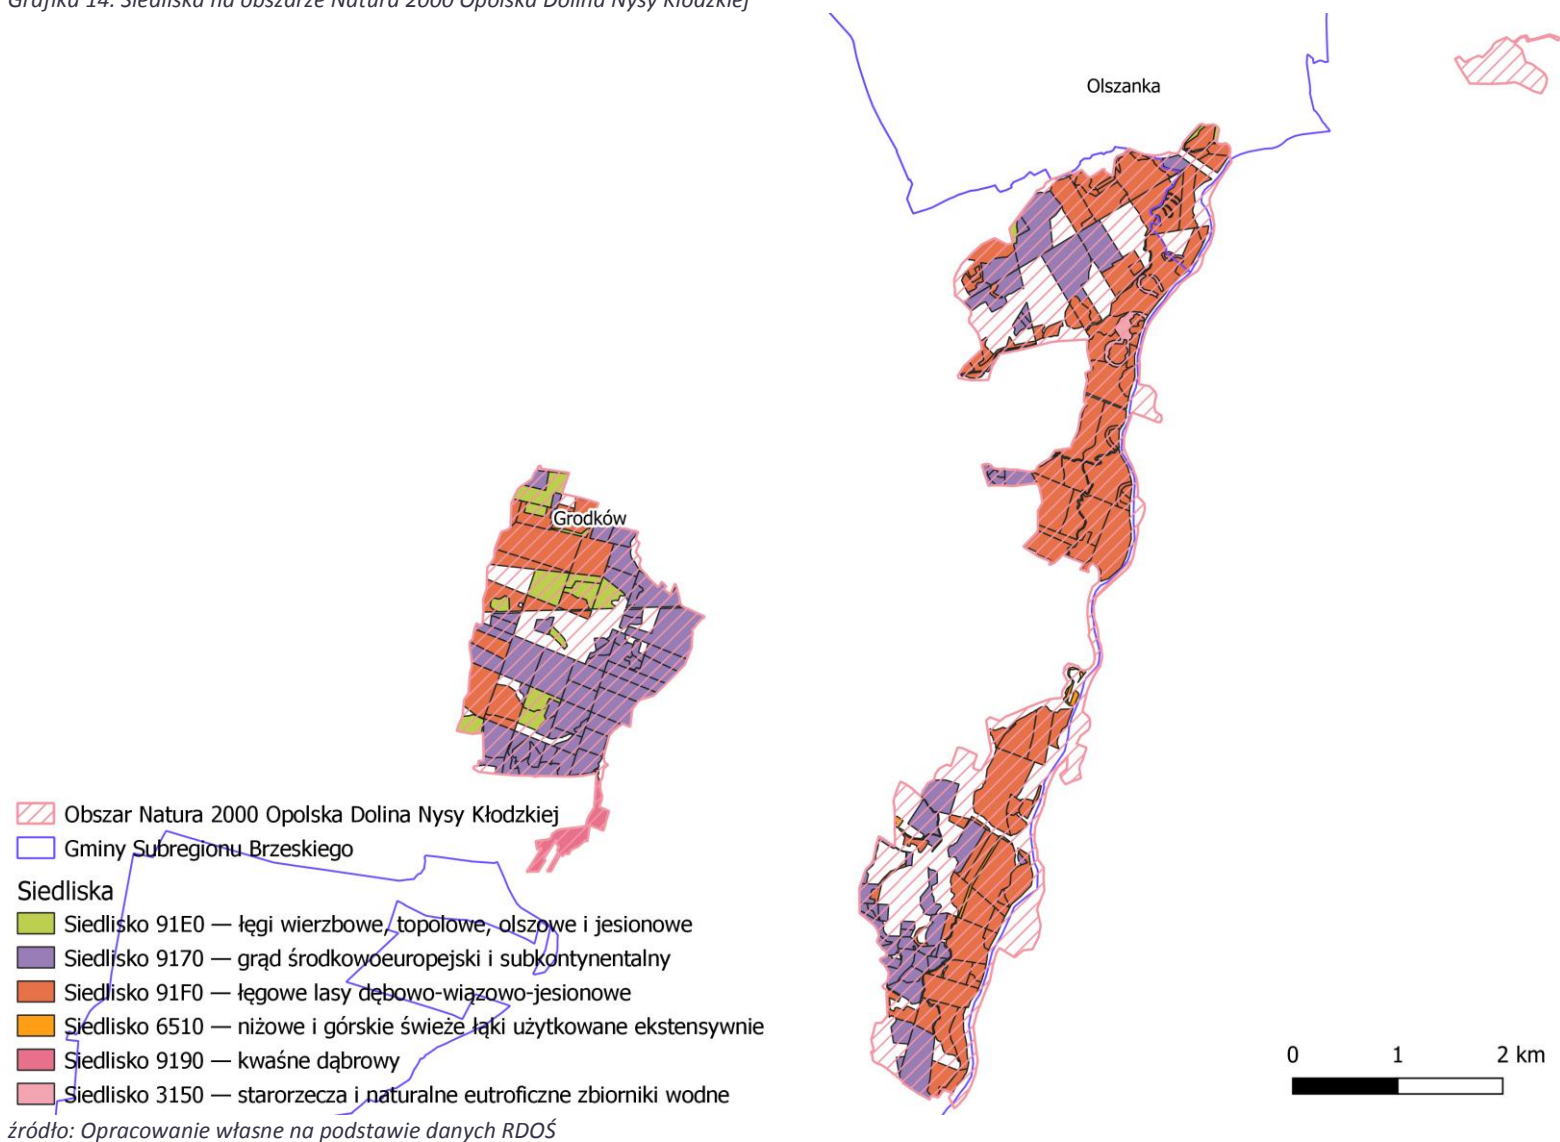 Grafika 14. Siedliska na obszarze Natura 2000 Opolska Dolina Nysy Kłodzkiej
Olszanka
Grodków
Obszar Natura 2000 Opolska Dolina Nysy Kłodzkiej
Gminy Subregionu Brzeskiego
Siedliska
Siedlisko 91E0 — łęgi wierzbowe, topolowe, olszowe i jesionowe
Siedlisko 9170 — grąd środkowoeuropejski i subkontynentalny
Siedlisko 91F0 — łęgowe lasy dębowo-wiązowo-jesionowe
Siedlisko 6510 — niżowe i górskie świeże łąki użytkowane ekstensywnie
Siedlisko 9190 — kwaśne dąbrowy
Siedlisko 3150 — starorzecza i naturalne eutroficzne zbiorniki wodne
0 1 2 km
źródło: Opracowanie własne na podstawie danych RDOŚ